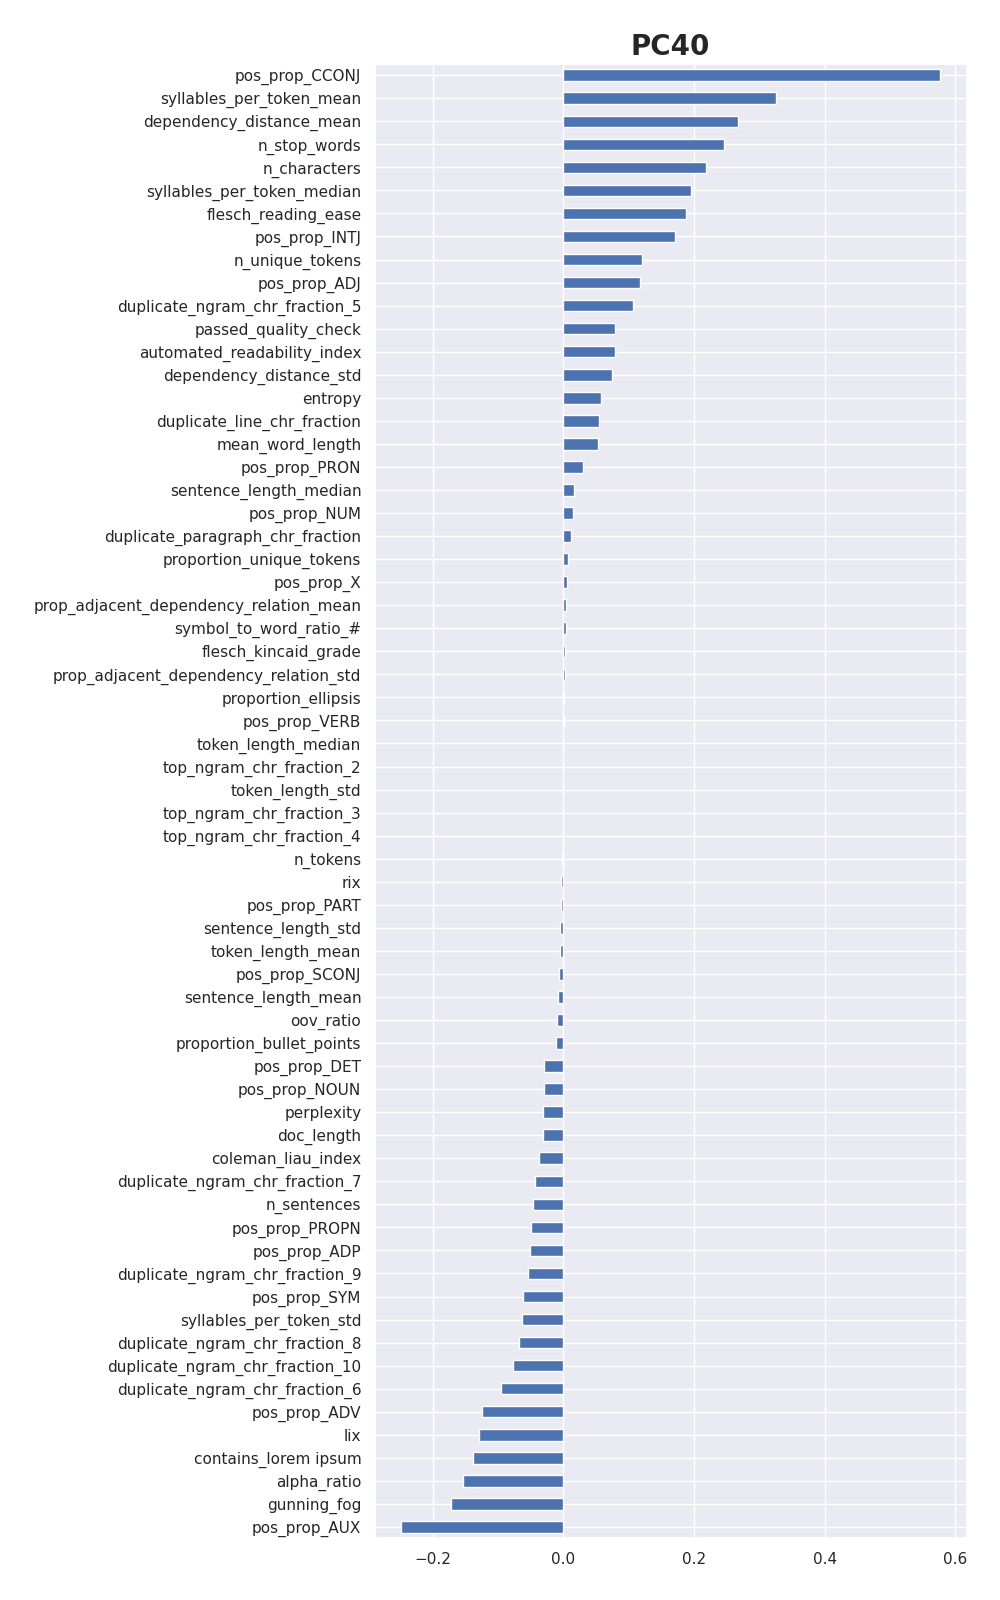 PC40
pos_prop_CCONJ
syllables_per_token_mean
dependency_distance_mean
n_stop_words
n_characters
syllables_per_token_median
flesch_reading_ease
pos_prop_INTJ
n_unique_tokens
pos_prop_ADJ
duplicate_ngram_chr_fraction_5
passed_quality_check
automated_readability_index
dependency_distance_std
entropy
duplicate_line_chr_fraction
mean_word_length
pos_prop_PRON
sentence_length_median
pos_prop_NUM
duplicate_paragraph_chr_fraction
proportion_unique_tokens
pos_prop_X
prop_adjacent_dependency_relation_mean
symbol_to_word_ratio_#
flesch_kincaid_grade
prop_adjacent_dependency_relation_std
proportion_ellipsis
pos_prop_VERB
token_length_median
top_ngram_chr_fraction_2
token_length_std
top_ngram_chr_fraction_3
top_ngram_chr_fraction_4
n_tokens
rix
pos_prop_PART
sentence_length_std
token_length_mean
pos_prop_SCONJ
sentence_length_mean
oov_ratio
proportion_bullet_points
pos_prop_DET
pos_prop_NOUN
perplexity
doc_length
coleman_liau_index
duplicate_ngram_chr_fraction_7
n_sentences
pos_prop_PROPN
pos_prop_ADP
duplicate_ngram_chr_fraction_9
pos_prop_SYM
syllables_per_token_std
duplicate_ngram_chr_fraction_8
duplicate_ngram_chr_fraction_10
duplicate_ngram_chr_fraction_6
pos_prop_ADV
lix
contains_lorem ipsum
alpha_ratio
gunning_fog
pos_prop_AUX
−0.2 0.0 0.2 0.4 0.6